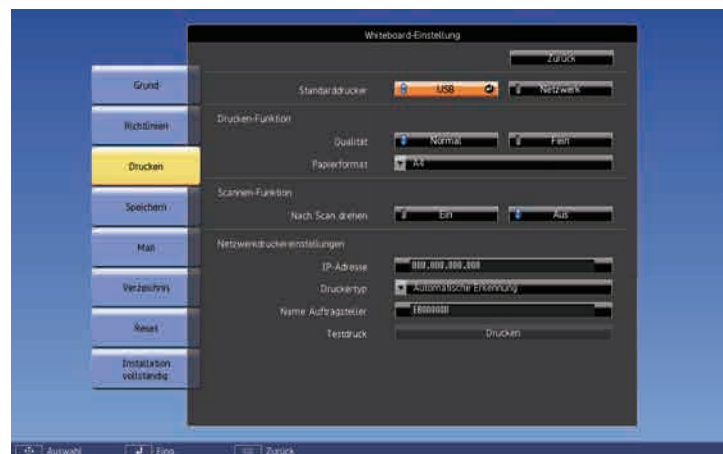 Whiteboard-Einstellung
Zurück
Grund
Standarddrucker USB Netzwerk
Richtlinien
Drucken-Funktion
Qualität Normal Fein
Drucken
Papierformat A4
Speichern
Scannen-Funktion
Nach Scan drehen Ein Aus
Mail
Netzwerkdruckereinstellungen
IP-Adresse 000.000.000.000
Verzeichnis
Druckertyp Automatische Erkennung
Name Auftragsteller EB000000
Reset
Testdruck Drucken
Installation
vollständig
Auswahl Eing. Zurück